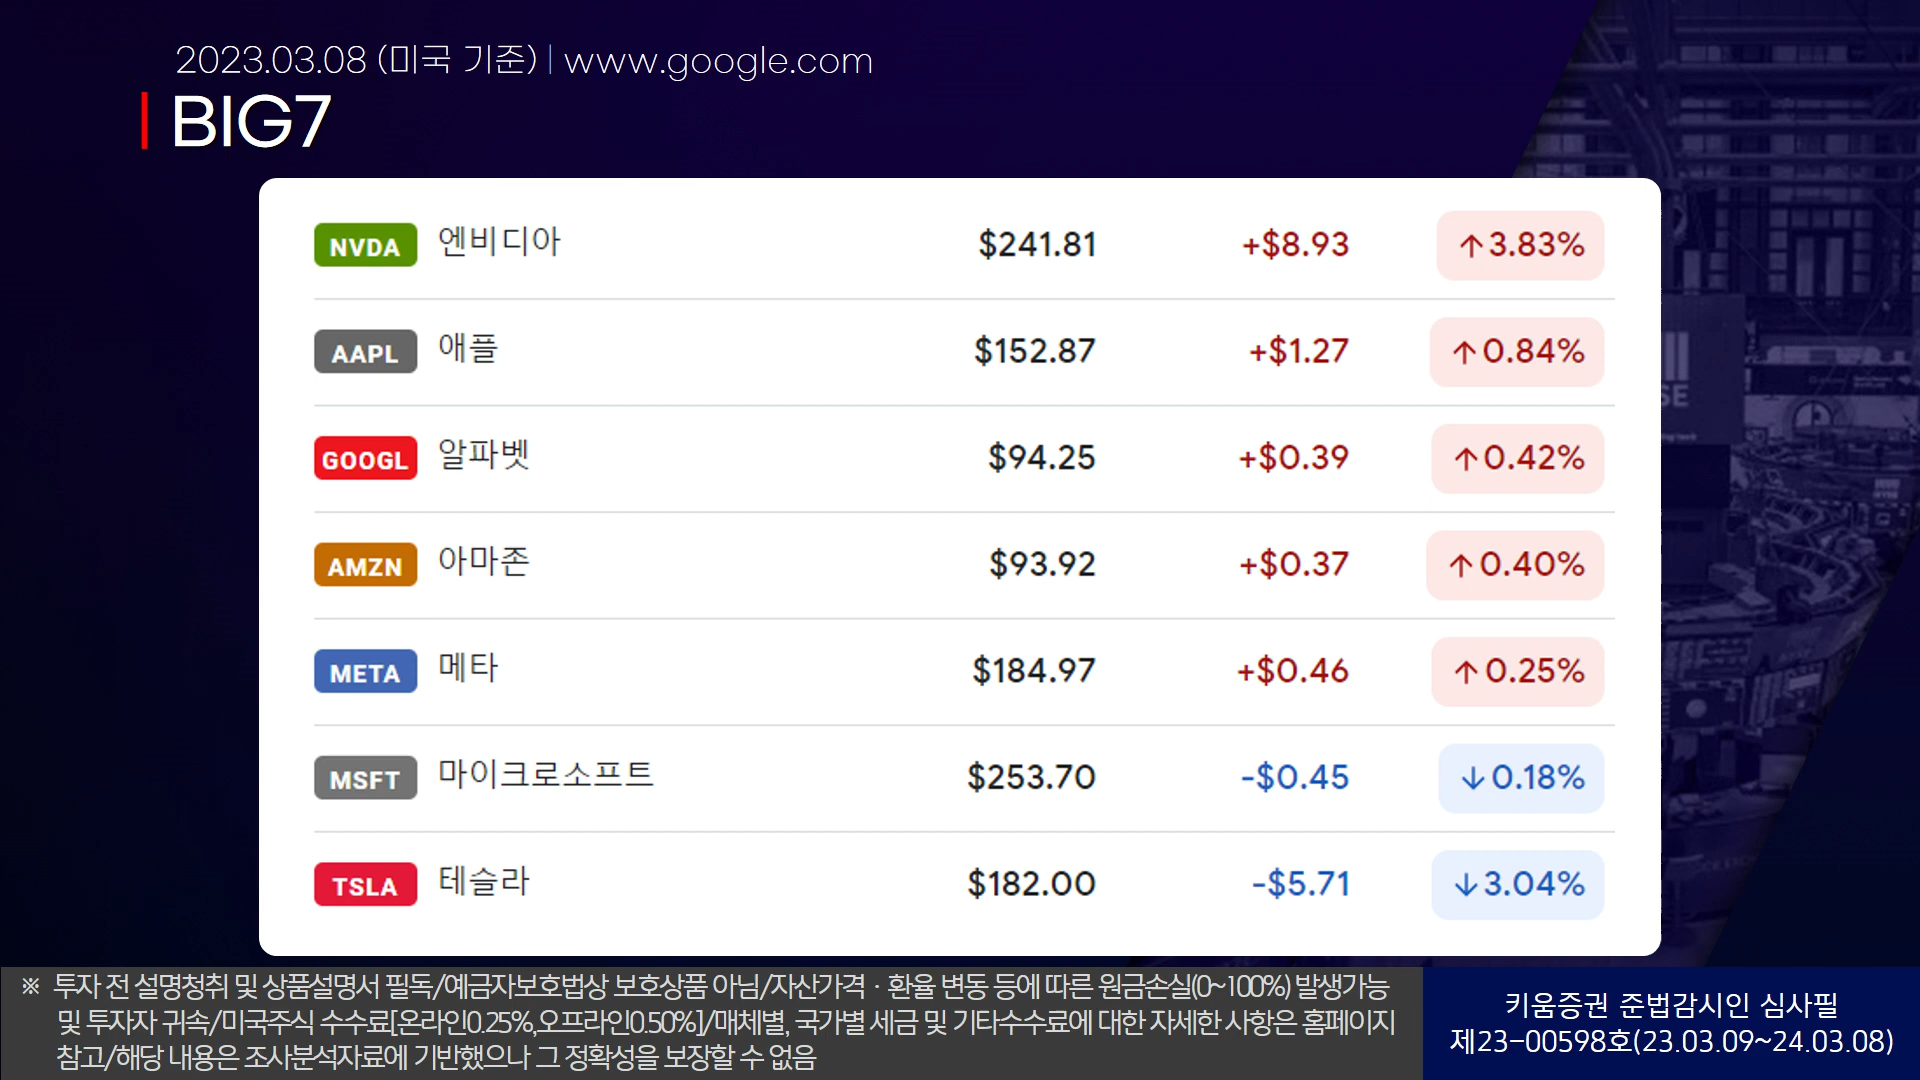 2023.03.08 (미국 기준) | www.google.com
BIG7
NVDA 엔비디아 $241.81 +$8.93 ↑3.83%
AAPL 애플 $152.87 +$1.27 ↑0.84%
GOOGL 알파벳 $94.25 +$0.39 ↑0.42%
AMZN 아마존 $93.92 +$0.37 ↑0.40%
META 메타 $184.97 +$0.46 ↑0.25%
MSFT 마이크로소프트 $253.70 -$0.45 ↓0.18%
TSLA 테슬라 $182.00 -$5.71 ↓3.04%
※ 투자 전 설명청취 및 상품설명서 필독/예금자보호법상 보호상품 아님/자산가격 · 환율 변동 등에 따른 원금손실(0~100%) 발생가능
및 투자자 귀속/미국주식 수수료[온라인0.25%,오프라인0.50%]/매체별, 국가별 세금 및 기타수수료에 대한 자세한 사항은 홈페이지
참고/해당 내용은 조사분석자료에 기반했으나 그 정확성을 보장할 수 없음
키움증권 준법감시인 심사필
제23-00598호(23.03.09~24.03.08)